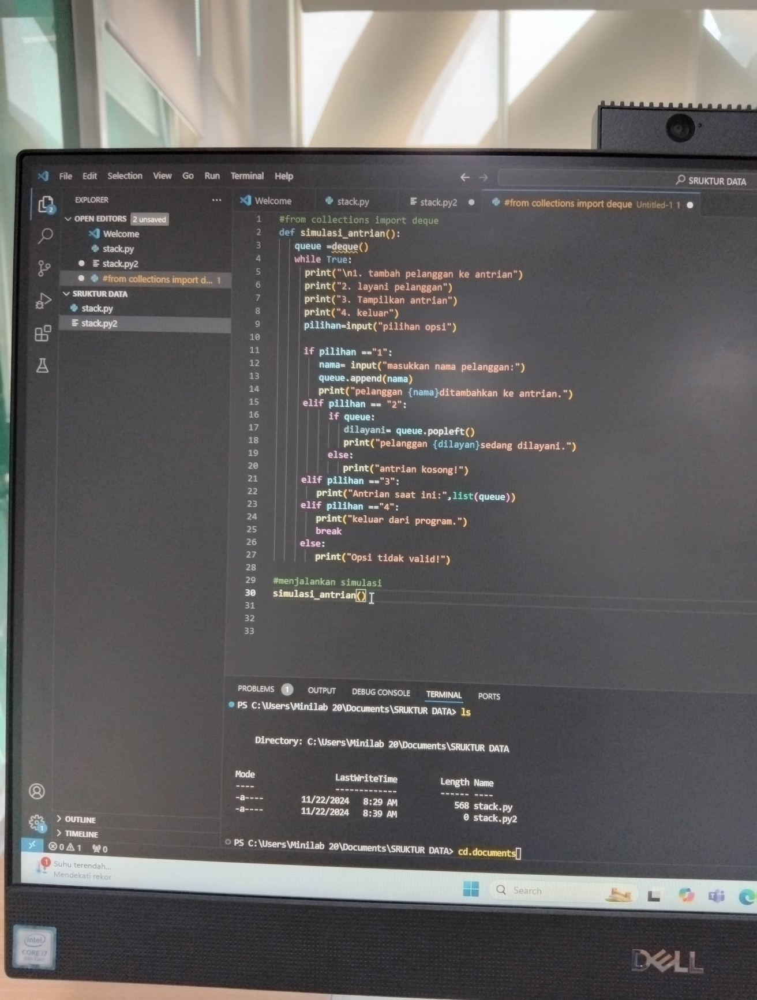 File Edit Selection View Go Run Terminal Help
SRUKTUR DATA
EXPLORER
OPEN EDITORS 2 unsaved
Welcome
stack.py
stack.py2
#from collections import d... 1
SRUKTUR DATA
stack.py
stack.py2
OUTLINE
TIMELINE
Welcome stack.py stack.py2 #from collections import deque Untitled-1 1
1 #from collections import deque
2 def simulasi_antrian():
3 queue =deque()
4 while True:
5 print("\n1. tambah pelanggan ke antrian")
6 print("2. layani pelanggan")
7 print("3. Tampilkan antrian")
8 print("4. keluar")
9 pilihan=input("pilihan opsi")
10
11 if pilihan =="1":
12 nama= input("masukkan nama pelanggan:")
13 queue.append(nama)
14 print("pelanggan {nama}ditambahkan ke antrian.")
15 elif pilihan == "2":
16 if queue:
17 dilayani= queue.popleft()
18 print("pelanggan {dilayan}sedang dilayani.")
19 else:
20 print("antrian kosong!")
21 elif pilihan =="3":
22 print("Antrian saat ini:",list(queue))
23 elif pilihan =="4":
24 print("keluar dari program.")
25 break
26 else:
27 print("Opsi tidak valid!")
28
29 #menjalankan simulasi
30 simulasi_antrian()
31
32
33
PROBLEMS 1 OUTPUT DEBUG CONSOLE TERMINAL PORTS
PS C:\Users\Minilab 20\Documents\SRUKTUR DATA> ls
Directory: C:\Users\Minilab 20\Documents\SRUKTUR DATA
Mode LastWriteTime Length Name
---- ------------- ------ ----
-a---- 11/22/2024 8:29 AM 568 stack.py
-a---- 11/22/2024 8:39 AM 0 stack.py2
PS C:\Users\Minilab 20\Documents\SRUKTUR DATA> cd.documents
0 1 0
1
Suhu terendah...
Mendekati rekor
Search
intel
CORE i7
9th Gen
DELL